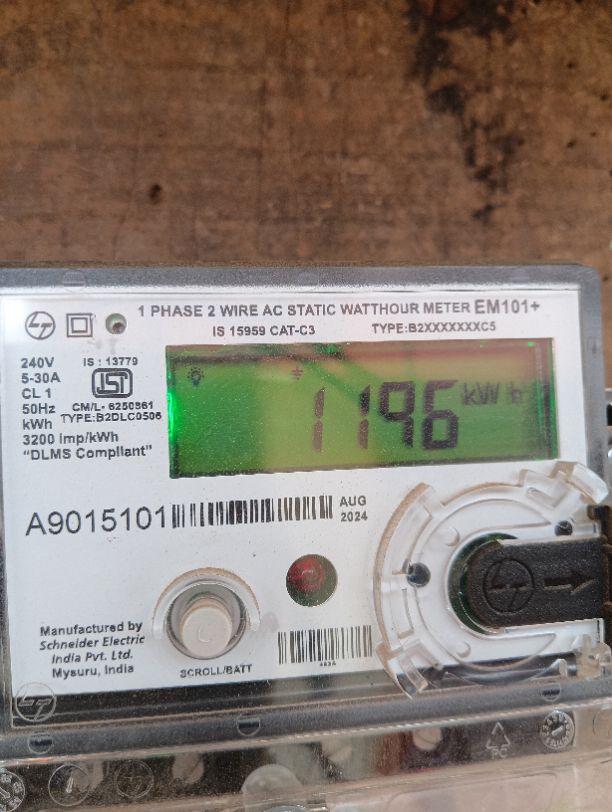 1 PHASE 2 WIRE AC STATIC WATTHOUR METER EM101+
IS 15959 CAT-C3 TYPE:B2XXXXXXXC5
240V
5-30A
CL 1
50Hz
kWh
3200 imp/kWh
"DLMS Compliant"
IS : 13779
CM/L- 6250861
TYPE:B2DLC0506
1196 kWh
A9015101
AUG
2024
Manufactured by
Schneider Electric
India Pvt. Ltd.
Mysuru, India
SCROLL/BATT